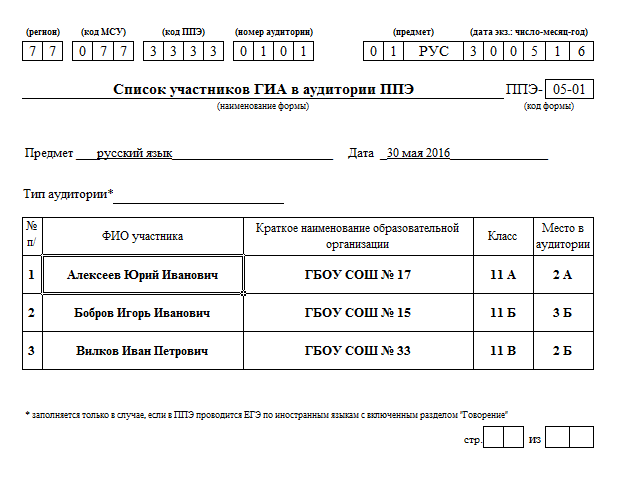 (регион) (код МСУ) (код ППЭ) (номер аудитории) (предмет) (дата экз.: число-месяц-год)
7 7 0 7 7 3 3 3 3 0 1 0 1 0 1 РУС 3 0 0 5 1 6
Список участников ГИА в аудитории ППЭ ППЭ- 05-01
(наименование формы) (код формы)
Предмет русский язык Дата 30 мая 2016
Тип аудитории*
№ п/ ФИО участника Краткое наименование образовательной организации Класс Место в аудитории
1 Алексеев Юрий Иванович ГБОУ СОШ № 17 11 А 2 А
2 Бобров Игорь Иванович ГБОУ СОШ № 15 11 Б 3 Б
3 Вилков Иван Петрович ГБОУ СОШ № 33 11 В 2 Б
* заполняется только в случае, если в ППЭ проводится ЕГЭ по иностранным языкам с включенным разделом "Говорение"
стр. из